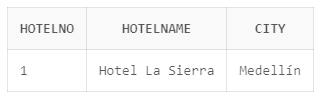 HOTELNO HOTELNAME CITY
1 Hotel La Sierra Medellín